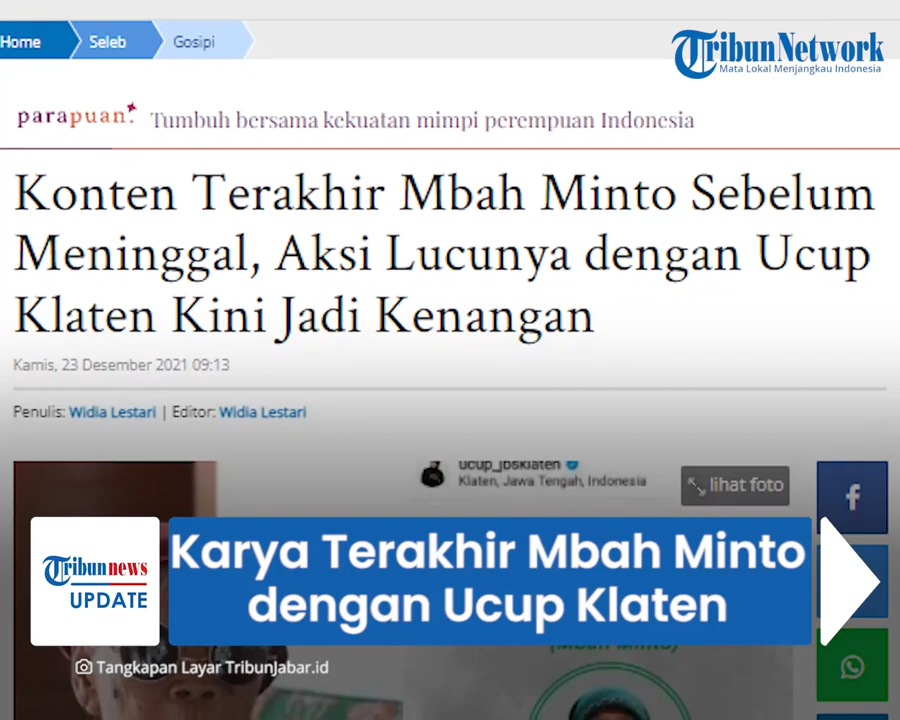 Home
Seleb
Gosipi
TribunNetwork
Mata Lokal Menjangkau Indonesia
parapuan.
Tumbuh bersama kekuatan mimpi perempuan Indonesia
Konten Terakhir Mbah Minto Sebelum
Meninggal, Aksi Lucunya dengan Ucup
Klaten Kini Jadi Kenangan
Kamis, 23 Desember 2021 09:13
Penulis: Widia Lestari | Editor: Widia Lestari
ucup_jbsklaten
Klaten, Jawa Tengah, Indonesia
lihat foto
f
Tribunnews
UPDATE
Karya Terakhir Mbah Minto
dengan Ucup Klaten
(Mbah Minto)
Tangkapan Layar TribunJabar.id